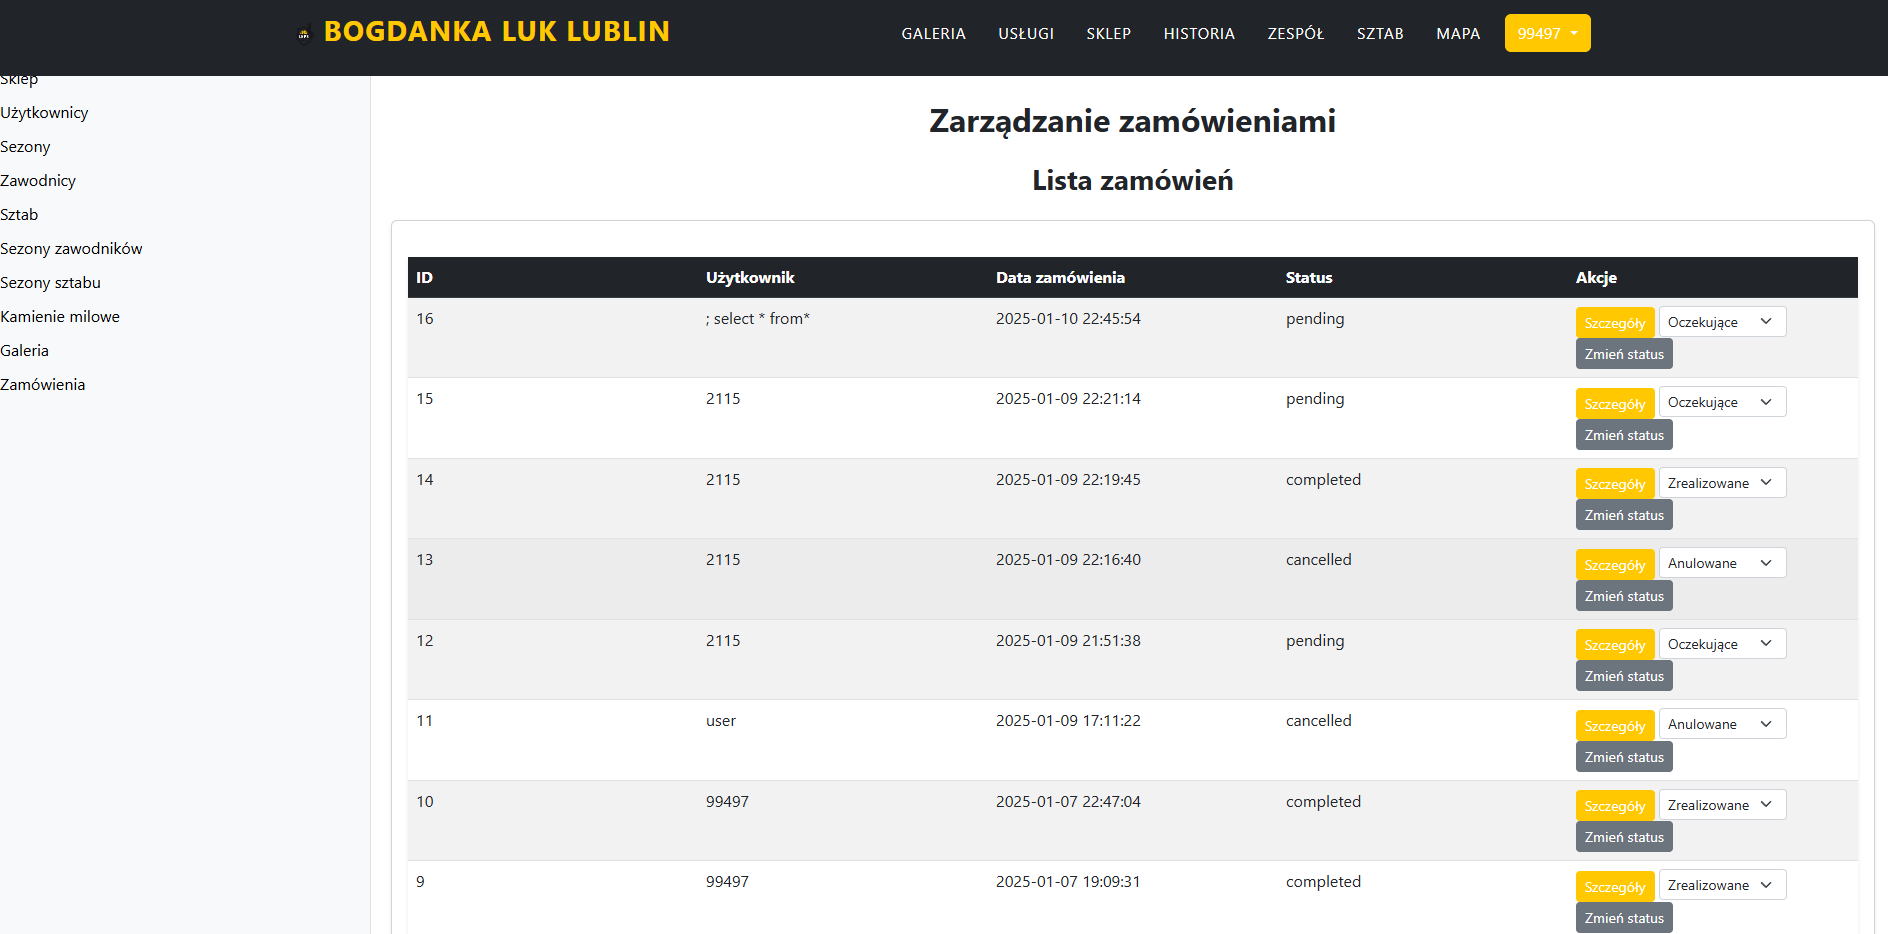 BOGDANKA LUK LUBLIN
GALERIA USŁUGI SKLEP HISTORIA ZESPÓŁ SZTAB MAPA 99497
Sklep
Użytkownicy
Sezony
Zawodnicy
Sztab
Sezony zawodników
Sezony sztabu
Kamienie milowe
Galeria
Zamówienia
Zarządzanie zamówieniami
Lista zamówień
ID Użytkownik Data zamówienia Status Akcje
16 ; select * from* 2025-01-10 22:45:54 pending Szczegóły Oczekujące
Zmień status
15 2115 2025-01-09 22:21:14 pending Szczegóły Oczekujące
Zmień status
14 2115 2025-01-09 22:19:45 completed Szczegóły Zrealizowane
Zmień status
13 2115 2025-01-09 22:16:40 cancelled Szczegóły Anulowane
Zmień status
12 2115 2025-01-09 21:51:38 pending Szczegóły Oczekujące
Zmień status
11 user 2025-01-09 17:11:22 cancelled Szczegóły Anulowane
Zmień status
10 99497 2025-01-07 22:47:04 completed Szczegóły Zrealizowane
Zmień status
9 99497 2025-01-07 19:09:31 completed Szczegóły Zrealizowane
Zmień status